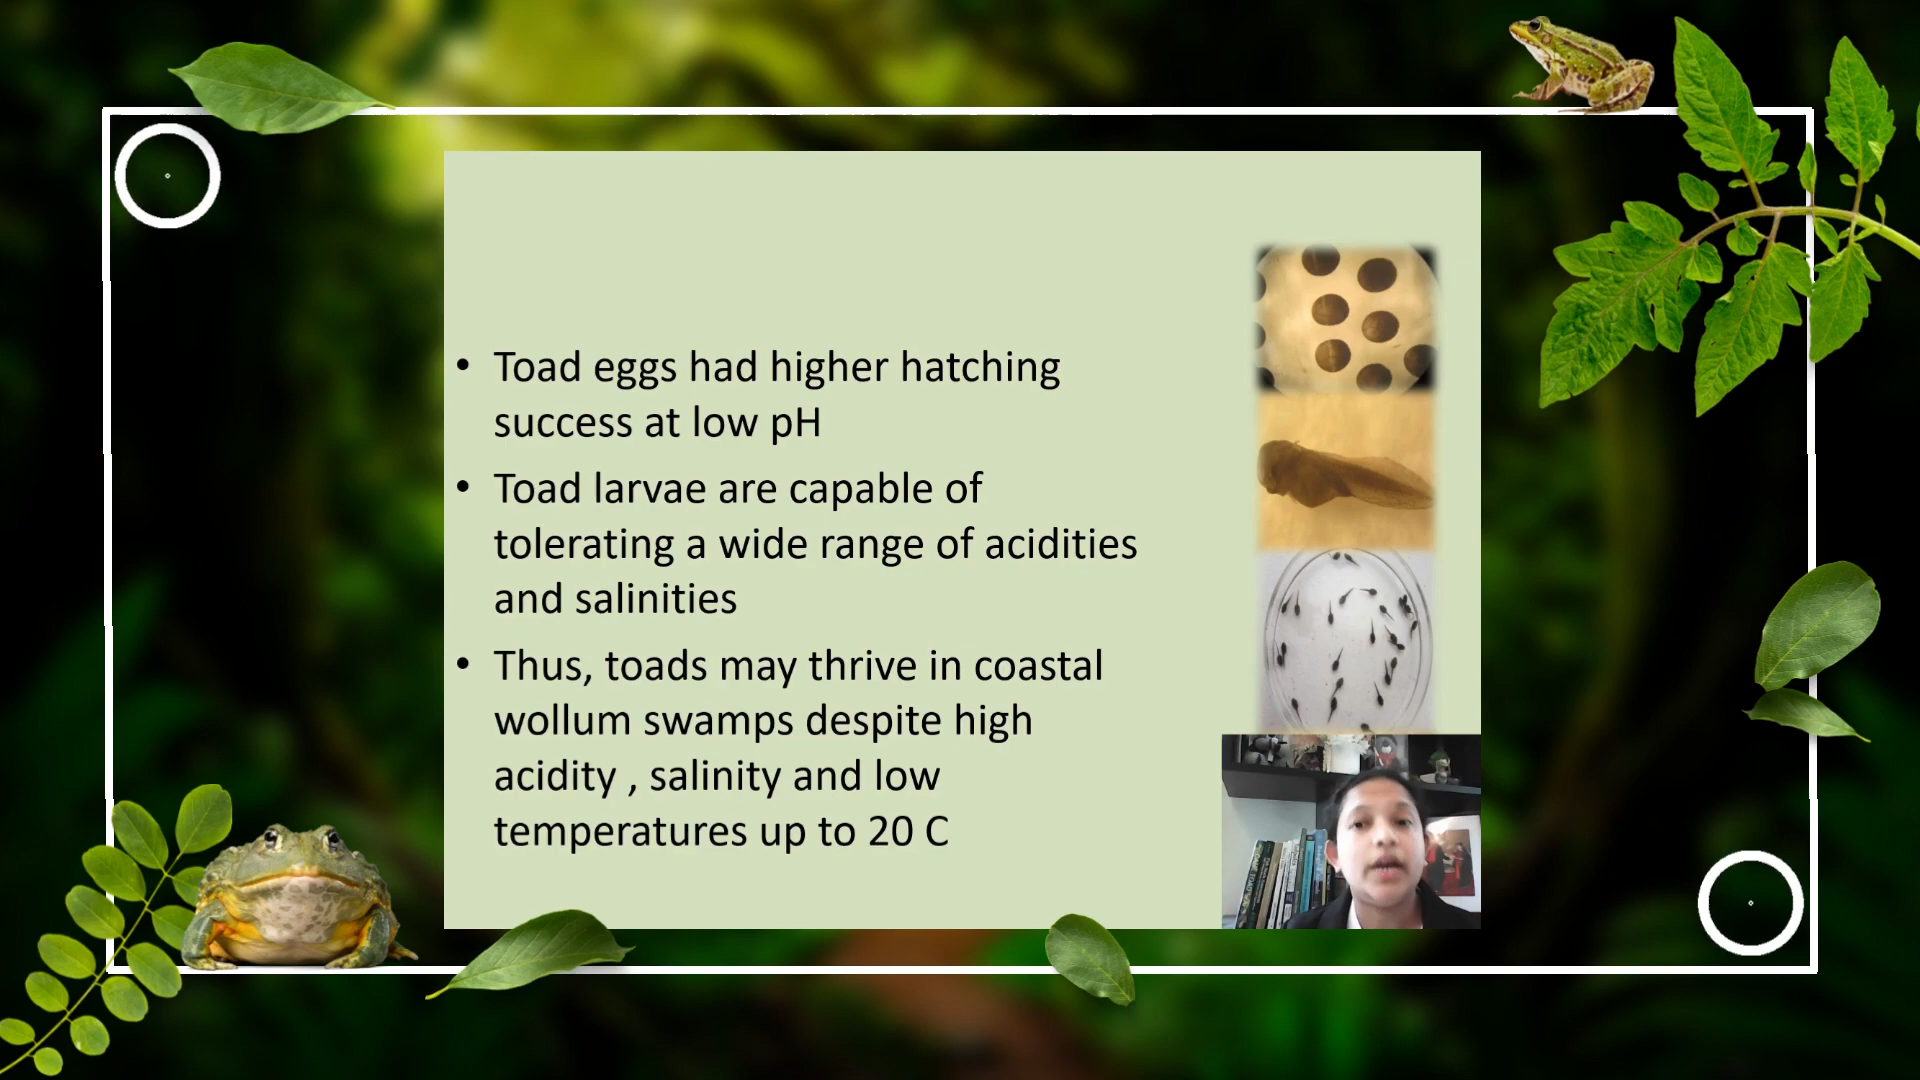 • Toad eggs had higher hatching
success at low pH
• Toad larvae are capable of
tolerating a wide range of acidities
and salinities
• Thus, toads may thrive in coastal
wollum swamps despite high
acidity , salinity and low
temperatures up to 20 C